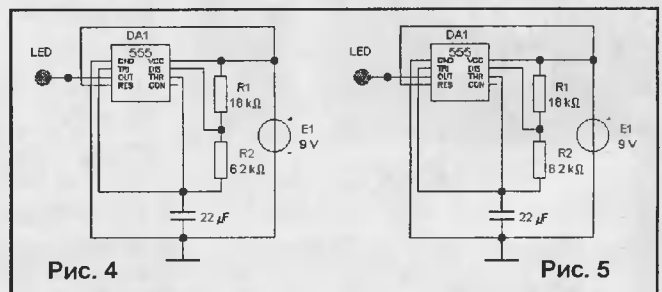 DA1
555
LED
GND VCC
TRI DIS
OUT THR
RES CON
R1
18 kΩ
E1
9 V
R2
6.2 kΩ
22 µF
Рис. 4
DA1
555
LED
GND VCC
TRI DIS
OUT THR
RES CON
R1
18 kΩ
E1
9 V
R2
8.2 kΩ
22 µF
Рис. 5